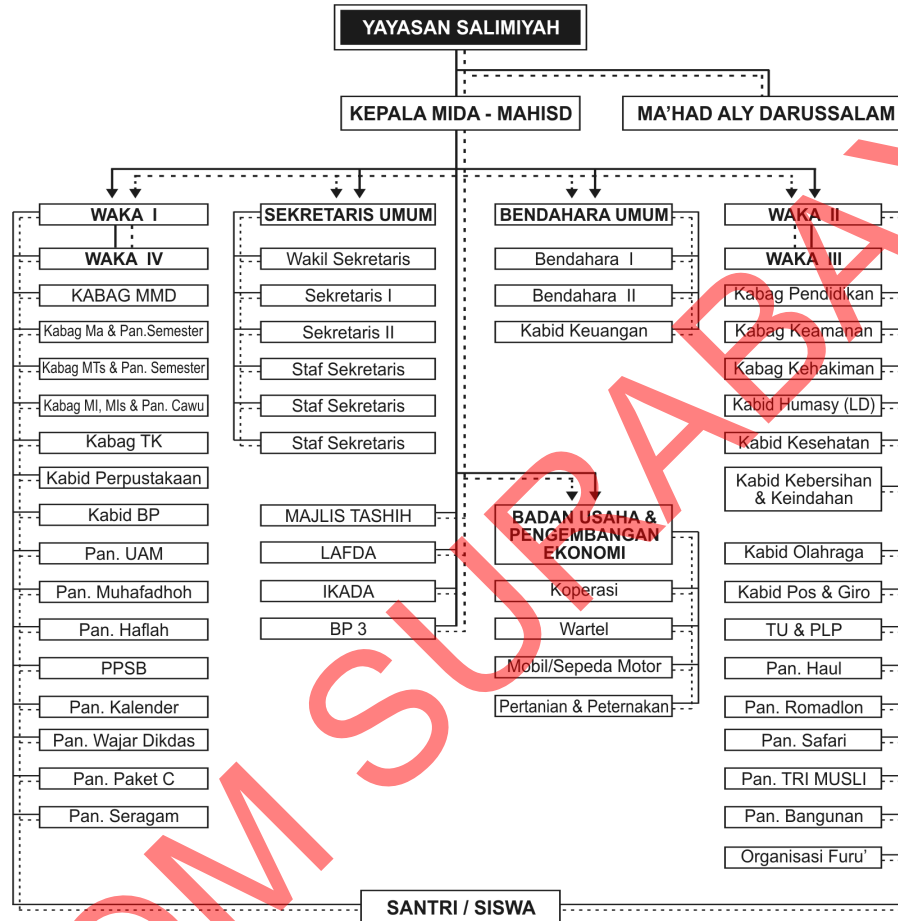 YAYASAN SALIMIYAH
KEPALA MIDA - MAHISD
MA'HAD ALY DARUSSALAM
WAKA I
WAKA IV
KABAG MMD
Kabag Ma & Pan.Semester
Kabag MTs & Pan. Semester
Kabag MI, MIs & Pan. Cawu
Kabag TK
Kabid Perpustakaan
Kabid BP
Pan. UAM
Pan. Muhafadhoh
Pan. Haflah
PPSB
Pan. Kalender
Pan. Wajar Dikdas
Pan. Paket C
Pan. Seragam
SEKRETARIS UMUM
Wakil Sekretaris
Sekretaris I
Sekretaris II
Staf Sekretaris
Staf Sekretaris
Staf Sekretaris
MAJLIS TASHIH
LAFDA
IKADA
BP 3
BENDAHARA UMUM
Bendahara I
Bendahara II
Kabid Keuangan
BADAN USAHA &
PENGEMBANGAN
EKONOMI
Koperasi
Wartel
Mobil/Sepeda Motor
Pertanian & Peternakan
WAKA II
WAKA III
Kabag Pendidikan
Kabag Keamanan
Kabag Kehakiman
Kabid Humasy (LD)
Kabid Kesehatan
Kabid Kebersihan
& Keindahan
Kabid Olahraga
Kabid Pos & Giro
TU & PLP
Pan. Haul
Pan. Romadlon
Pan. Safari
Pan. TRI MUSLI
Pan. Bangunan
Organisasi Furu'
SANTRI / SISWA
OM SURABAY